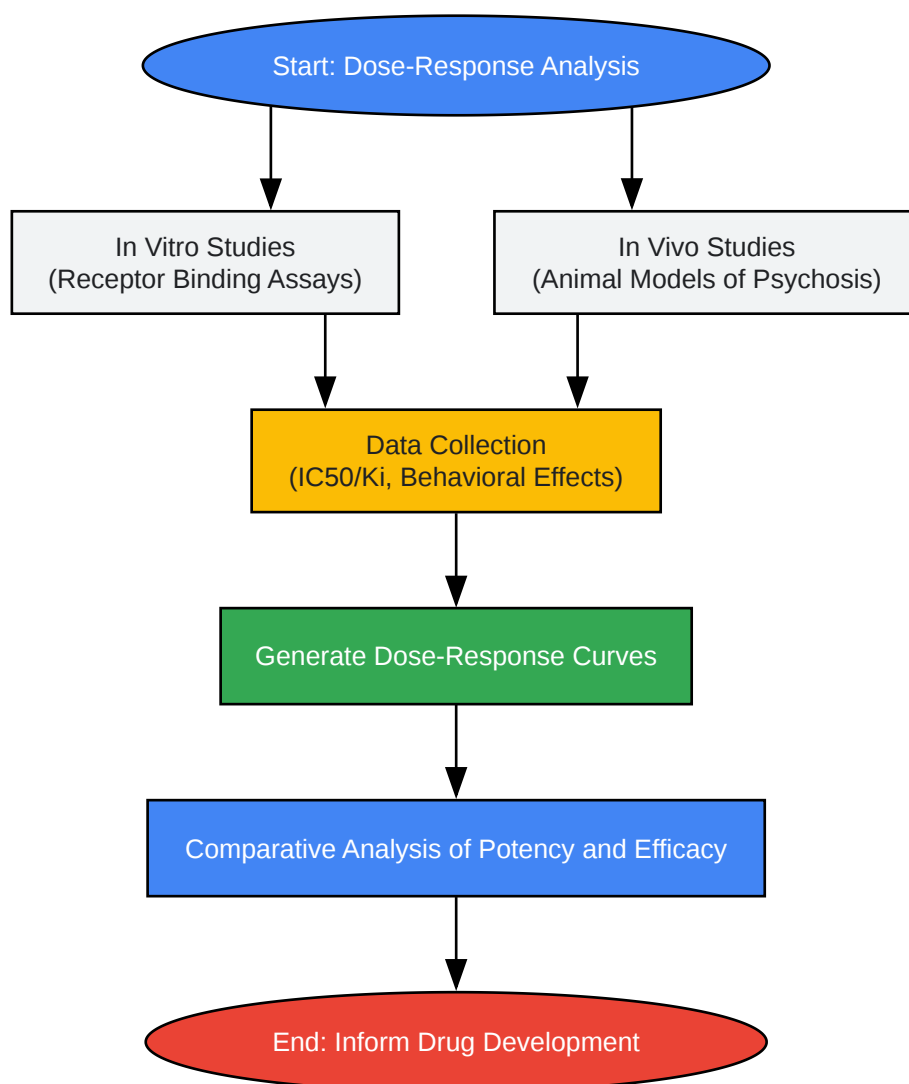 Start: Dose-Response Analysis
In Vitro Studies
(Receptor Binding Assays)
In Vivo Studies
(Animal Models of Psychosis)
Data Collection
(IC50/Ki, Behavioral Effects)
Generate Dose-Response Curves
Comparative Analysis of Potency and Efficacy
End: Inform Drug Development